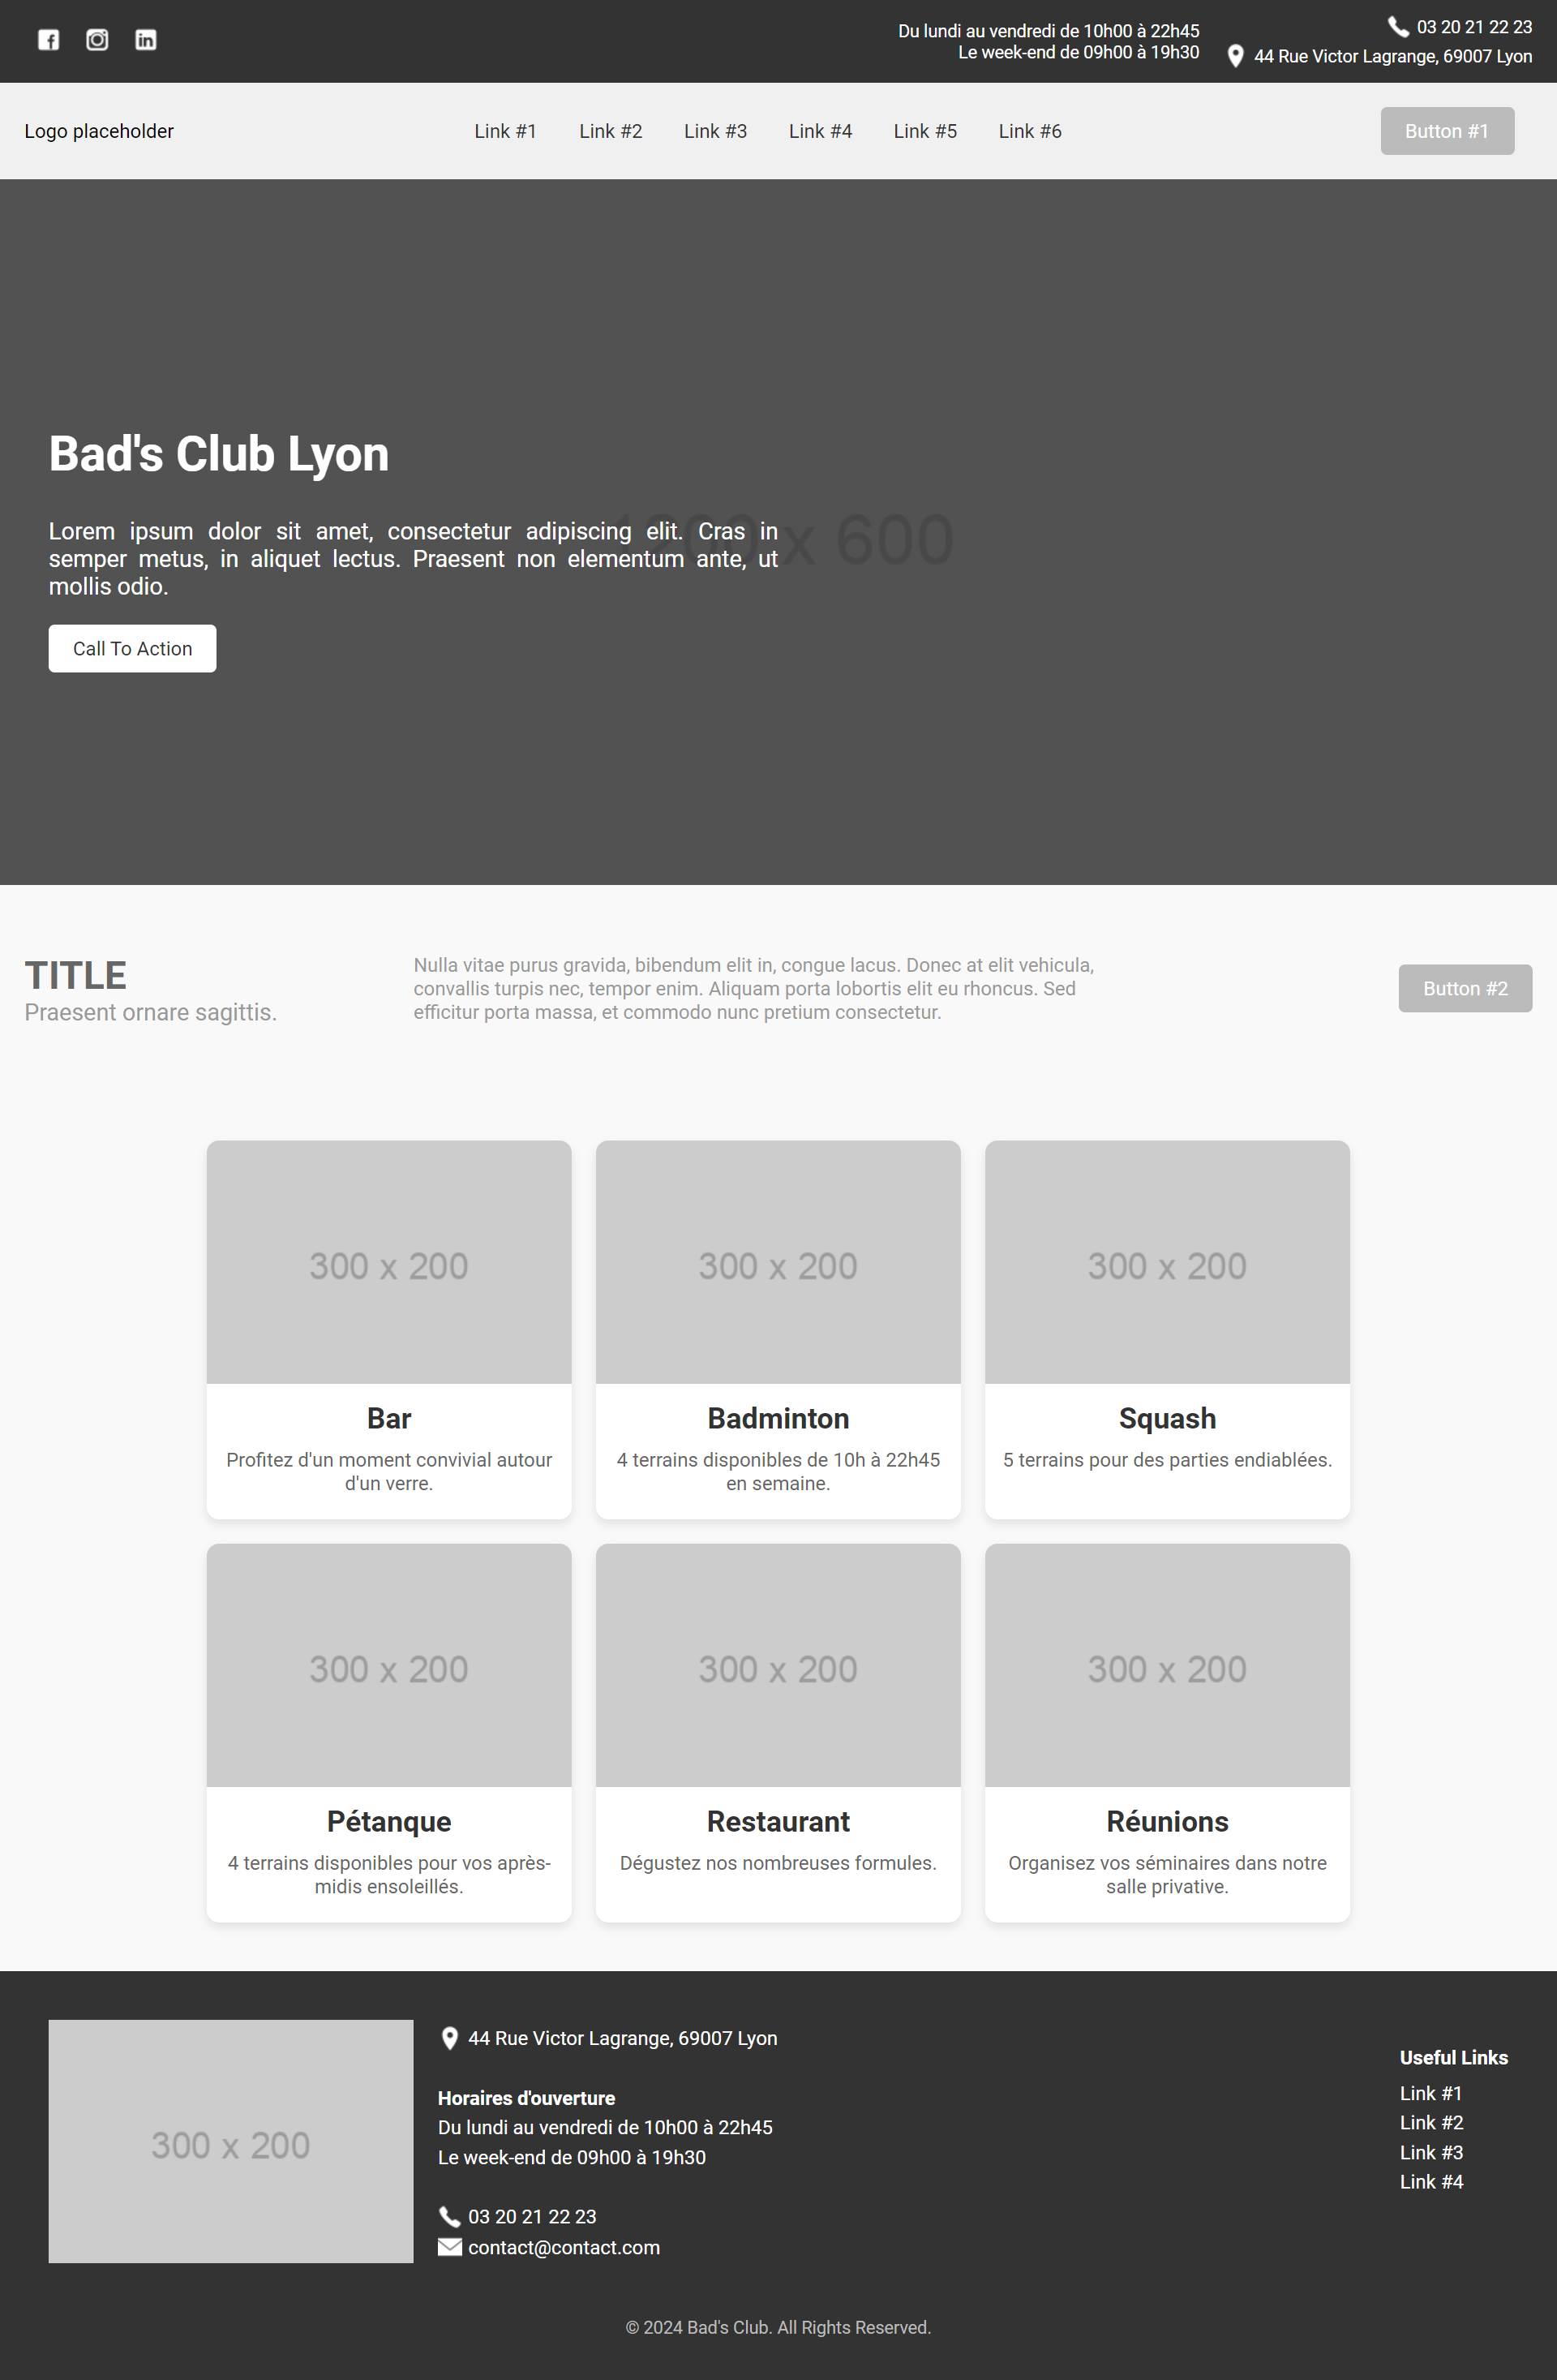 Du lundi au vendredi de 10h00 à 22h45
Le week-end de 09h00 à 19h30
03 20 21 22 23
44 Rue Victor Lagrange, 69007 Lyon
Logo placeholder
Link #1
Link #2
Link #3
Link #4
Link #5
Link #6
Button #1
Bad's Club Lyon
1200 x 600
Lorem ipsum dolor sit amet, consectetur adipiscing elit. Cras in
semper metus, in aliquet lectus. Praesent non elementum ante, ut
mollis odio.
Call To Action
TITLE
Praesent ornare sagittis.
Nulla vitae purus gravida, bibendum elit in, congue lacus. Donec at elit vehicula,
convallis turpis nec, tempor enim. Aliquam porta lobortis elit eu rhoncus. Sed
efficitur porta massa, et commodo nunc pretium consectetur.
Button #2
300 x 200
Bar
Profitez d'un moment convivial autour
d'un verre.
300 x 200
Badminton
4 terrains disponibles de 10h à 22h45
en semaine.
300 x 200
Squash
5 terrains pour des parties endiablées.
300 x 200
Pétanque
4 terrains disponibles pour vos après-
midis ensoleillés.
300 x 200
Restaurant
Dégustez nos nombreuses formules.
300 x 200
Réunions
Organisez vos séminaires dans notre
salle privative.
300 x 200
44 Rue Victor Lagrange, 69007 Lyon
Horaires d'ouverture
Du lundi au vendredi de 10h00 à 22h45
Le week-end de 09h00 à 19h30
03 20 21 22 23
contact@contact.com
Useful Links
Link #1
Link #2
Link #3
Link #4
© 2024 Bad's Club. All Rights Reserved.